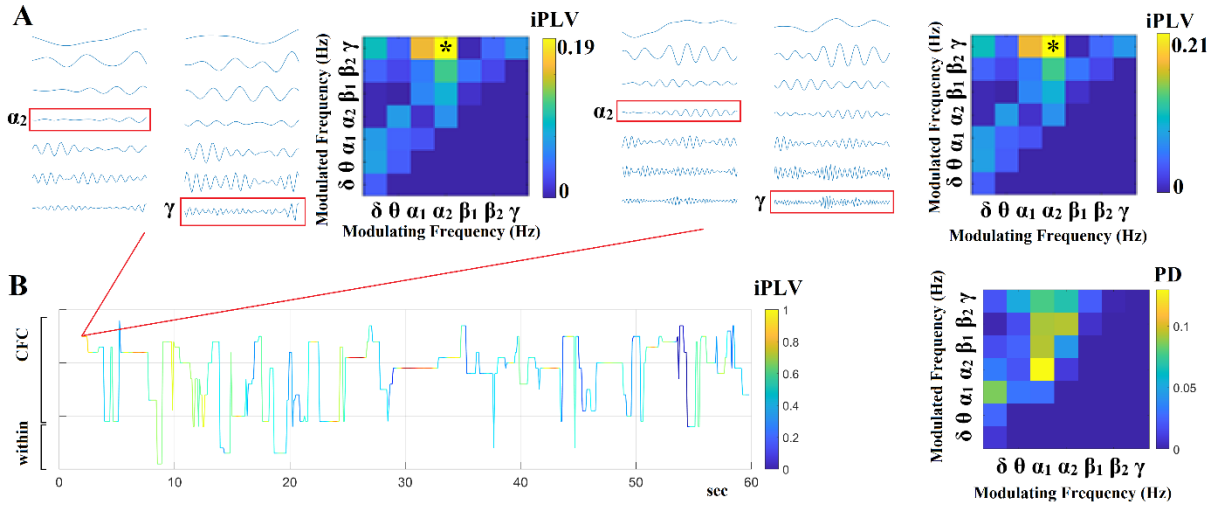 A
α2
γ
iPLV
0.19
0
*
Modulated Frequency (Hz)
δ θ α1 α2 β1 β2 γ
δ θ α1 α2 β1 β2 γ
Modulating Frequency (Hz)
α2
γ
iPLV
0.21
0
*
Modulated Frequency (Hz)
δ θ α1 α2 β1 β2 γ
δ θ α1 α2 β1 β2 γ
Modulating Frequency (Hz)
B
CFC
within
0 10 20 30 40 50 60
sec
iPLV
1
0.8
0.6
0.4
0.2
0
PD
0.1
0.05
0
Modulated Frequency (Hz)
δ θ α1 α2 β1 β2 γ
δ θ α1 α2 β1 β2 γ
Modulating Frequency (Hz)